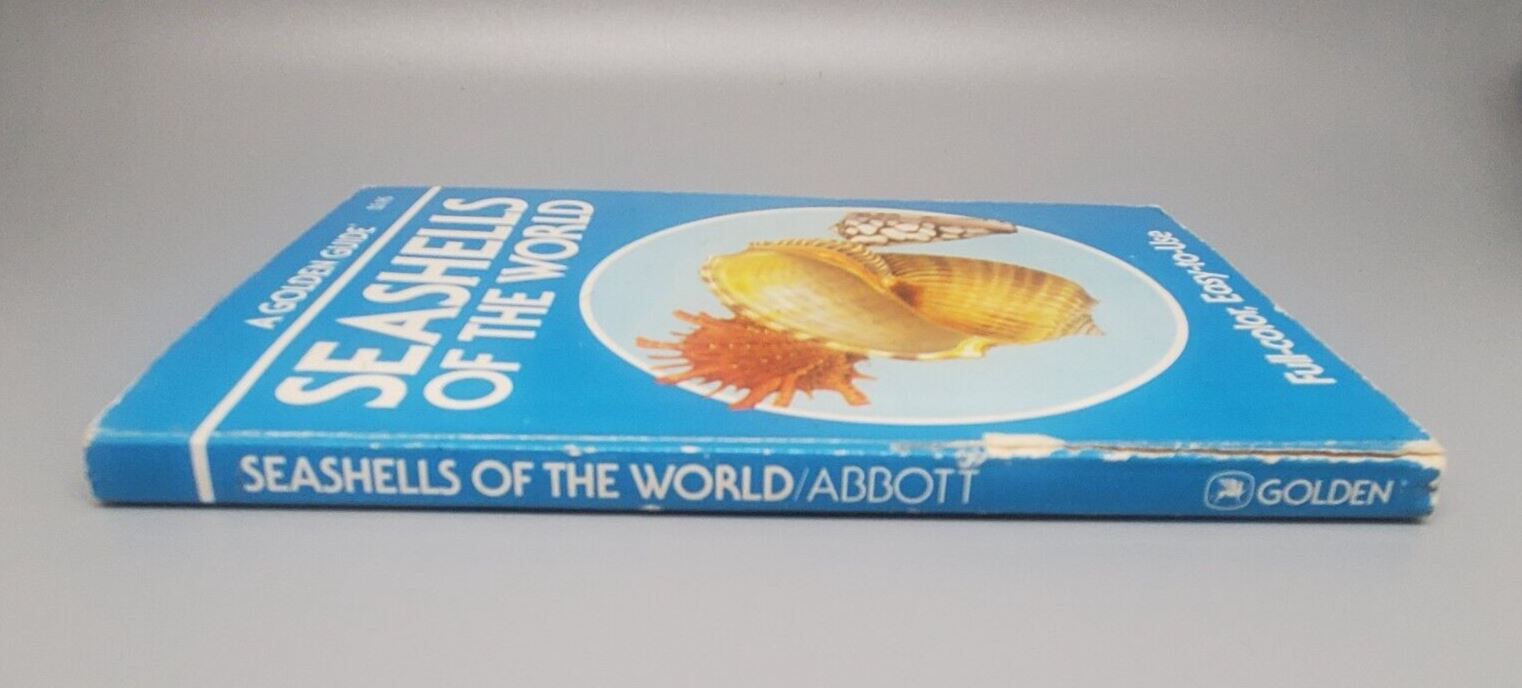 A GOLDEN GUIDE
SEASHELLS
OF THE WORLD
Full-color, Easy-to-Use
SEASHELLS OF THE WORLD/ABBOTT
GOLDEN